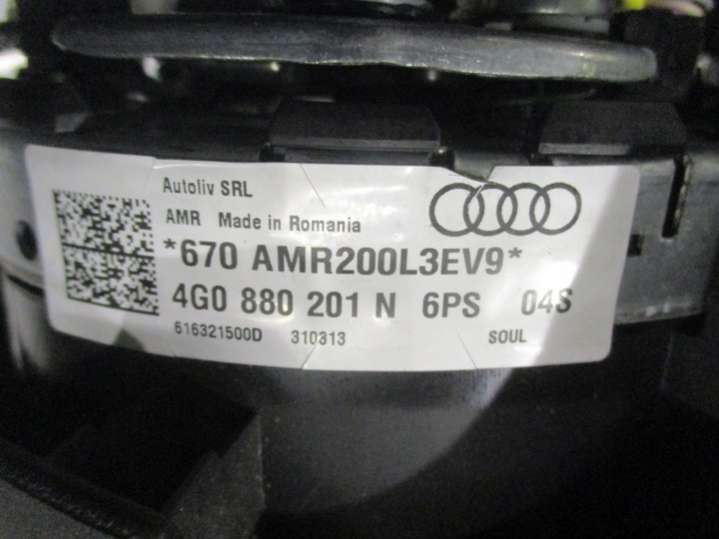 Autoliv SRL
AMR Made in Romania
*670 AMR200L3EV9*
4G0 880 201 N 6PS 04S
616321500D 310313 SOUL